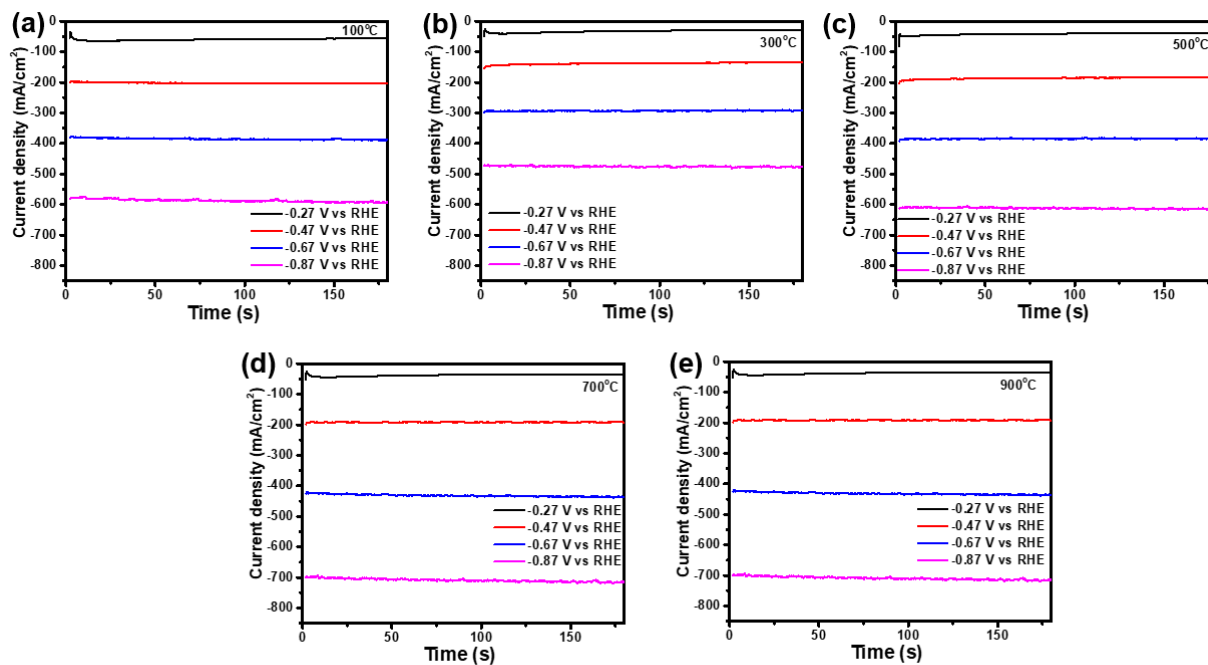 (a)
100°C
Current density (mA/cm²)
0
-100
-200
-300
-400
-500
-600
-700
-800
-0.27 V vs RHE
-0.47 V vs RHE
-0.67 V vs RHE
-0.87 V vs RHE
0 50 100 150
Time (s)
(b)
300°C
Current density (mA/cm²)
0
-100
-200
-300
-400
-500
-600
-700
-800
-0.27 V vs RHE
-0.47 V vs RHE
-0.67 V vs RHE
-0.87 V vs RHE
0 50 100 150
Time (s)
(c)
500°C
Current density (mA/cm²)
0
-100
-200
-300
-400
-500
-600
-700
-800
-0.27 V vs RHE
-0.47 V vs RHE
-0.67 V vs RHE
-0.87 V vs RHE
0 50 100 150
Time (s)
(d)
700°C
Current density (mA/cm²)
0
-100
-200
-300
-400
-500
-600
-700
-800
-0.27 V vs RHE
-0.47 V vs RHE
-0.67 V vs RHE
-0.87 V vs RHE
0 50 100 150
Time (s)
(e)
900°C
Current density (mA/cm²)
0
-100
-200
-300
-400
-500
-600
-700
-800
-0.27 V vs RHE
-0.47 V vs RHE
-0.67 V vs RHE
-0.87 V vs RHE
0 50 100 150
Time (s)